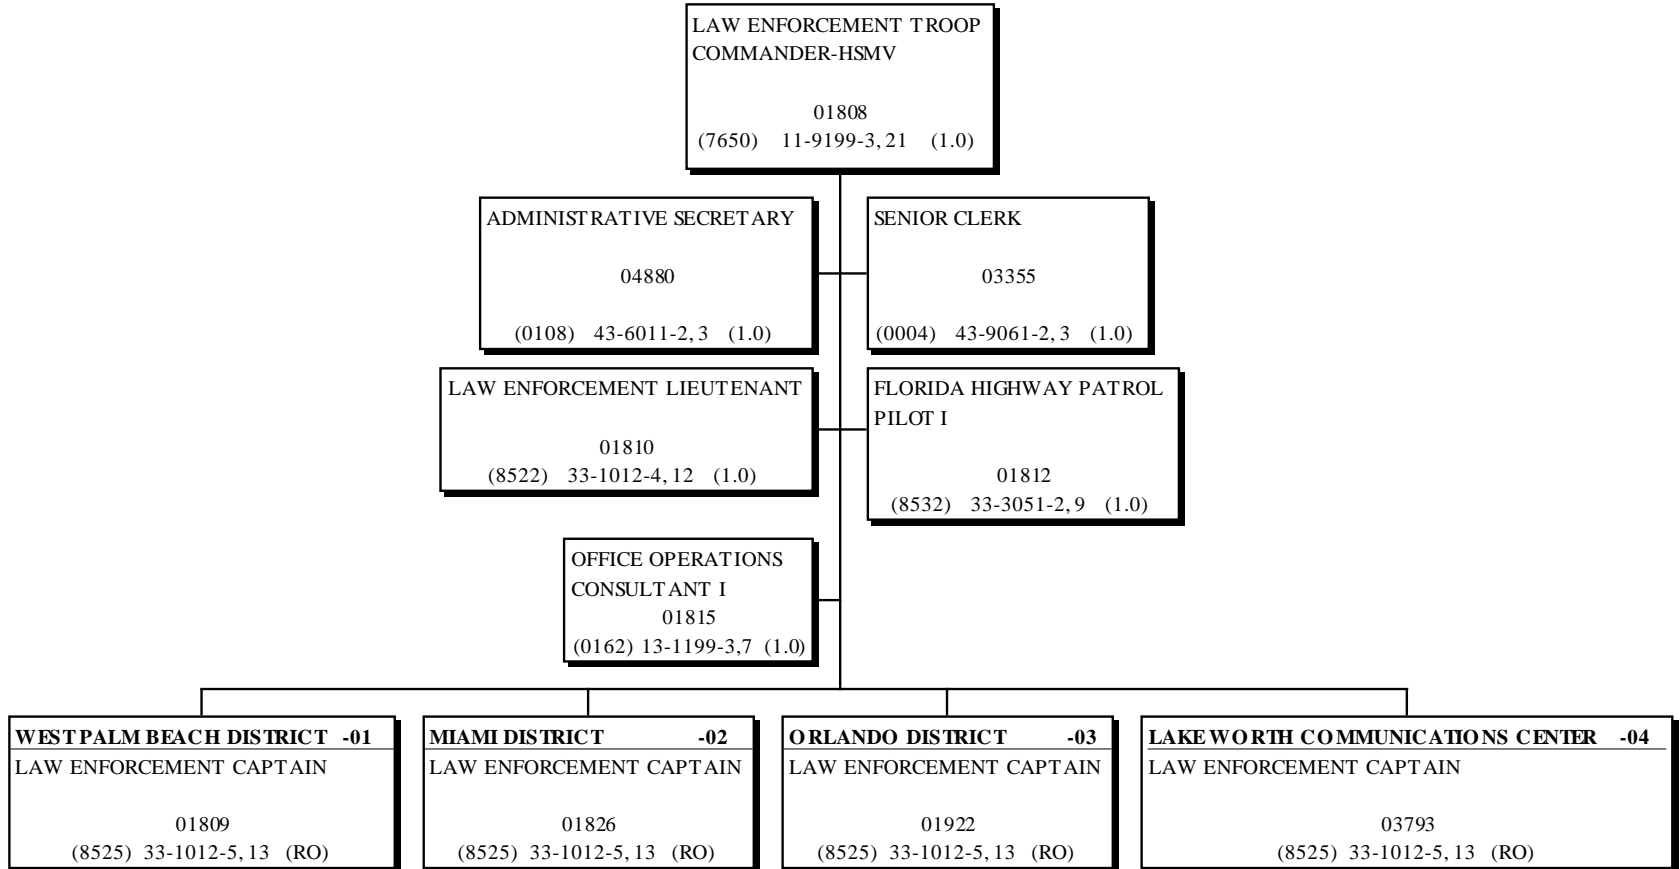 LAW ENFORCEMENT TROOP
COMMANDER-HSMV
01808
(7650) 11-9199-3, 21 (1.0)
ADMINISTRATIVE SECRETARY
04880
(0108) 43-6011-2, 3 (1.0)
SENIOR CLERK
03355
(0004) 43-9061-2, 3 (1.0)
LAW ENFORCEMENT LIEUTENANT
01810
(8522) 33-1012-4, 12 (1.0)
FLORIDA HIGHWAY PATROL
PILOT I
01812
(8532) 33-3051-2, 9 (1.0)
OFFICE OPERATIONS
CONSULTANT I
01815
(0162) 13-1199-3,7 (1.0)
WEST PALM BEACH DISTRICT -01
LAW ENFORCEMENT CAPTAIN
01809
(8525) 33-1012-5, 13 (RO)
MIAMI DISTRICT -02
LAW ENFORCEMENT CAPTAIN
01826
(8525) 33-1012-5, 13 (RO)
ORLANDO DISTRICT -03
LAW ENFORCEMENT CAPTAIN
01922
(8525) 33-1012-5, 13 (RO)
LAKE WORTH COMMUNICATIONS CENTER -04
LAW ENFORCEMENT CAPTAIN
03793
(8525) 33-1012-5, 13 (RO)